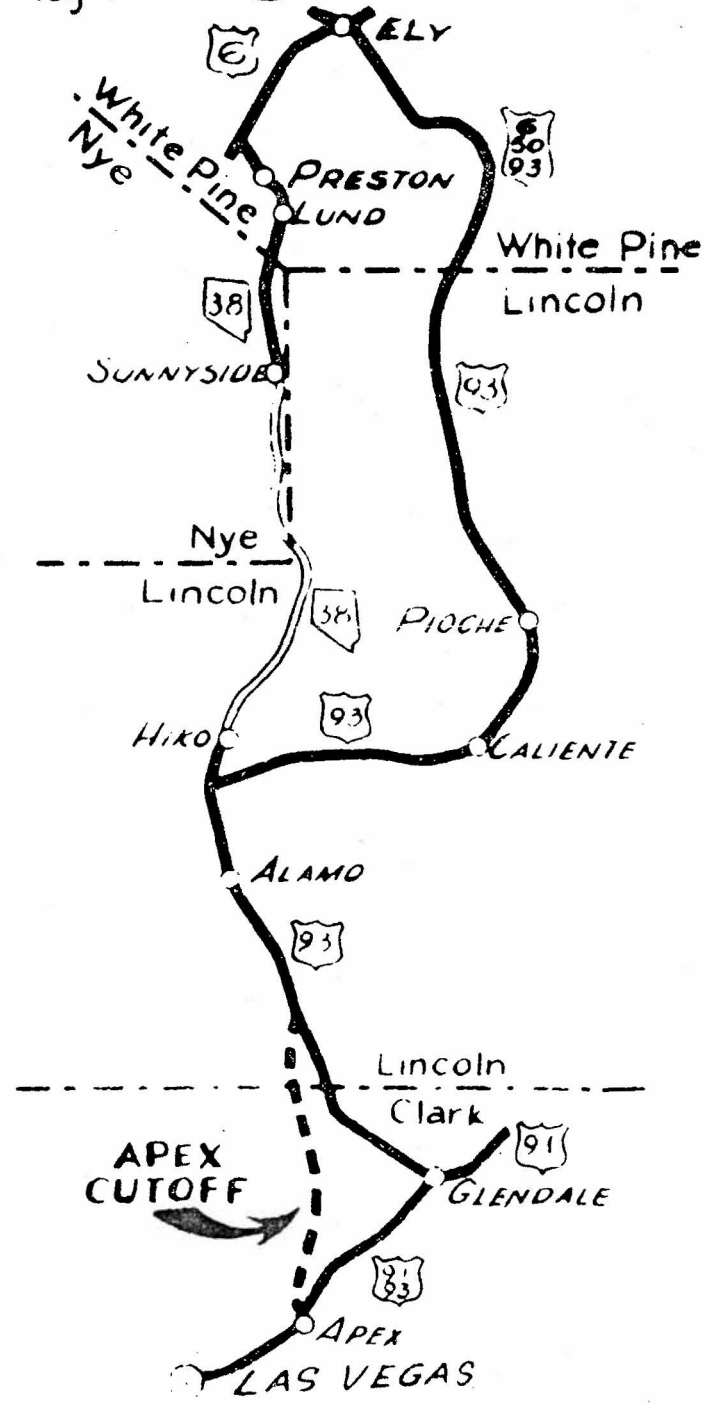 ELY
6
White Pine
Nye
6
50
93
PRESTON
LUND
White Pine
Lincoln
38
SUNNYSIDE
93
Nye
Lincoln
38
PIOCHE
93
HIKO
CALIENTE
ALAMO
93
Lincoln
Clark
91
APEX
CUTOFF
GLENDALE
91
93
APEX
LAS VEGAS